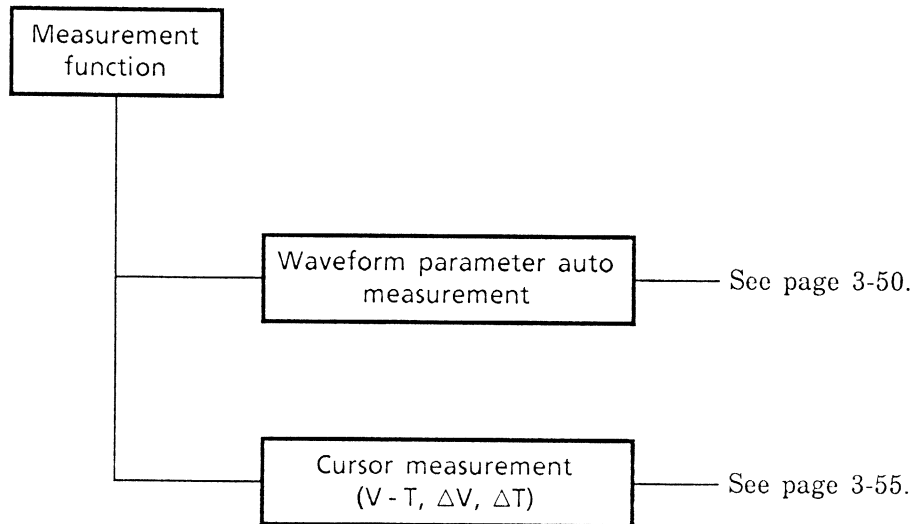 Measurement
function
Waveform parameter auto
measurement
See page 3-50.
Cursor measurement
(V - T, △V, △T)
See page 3-55.